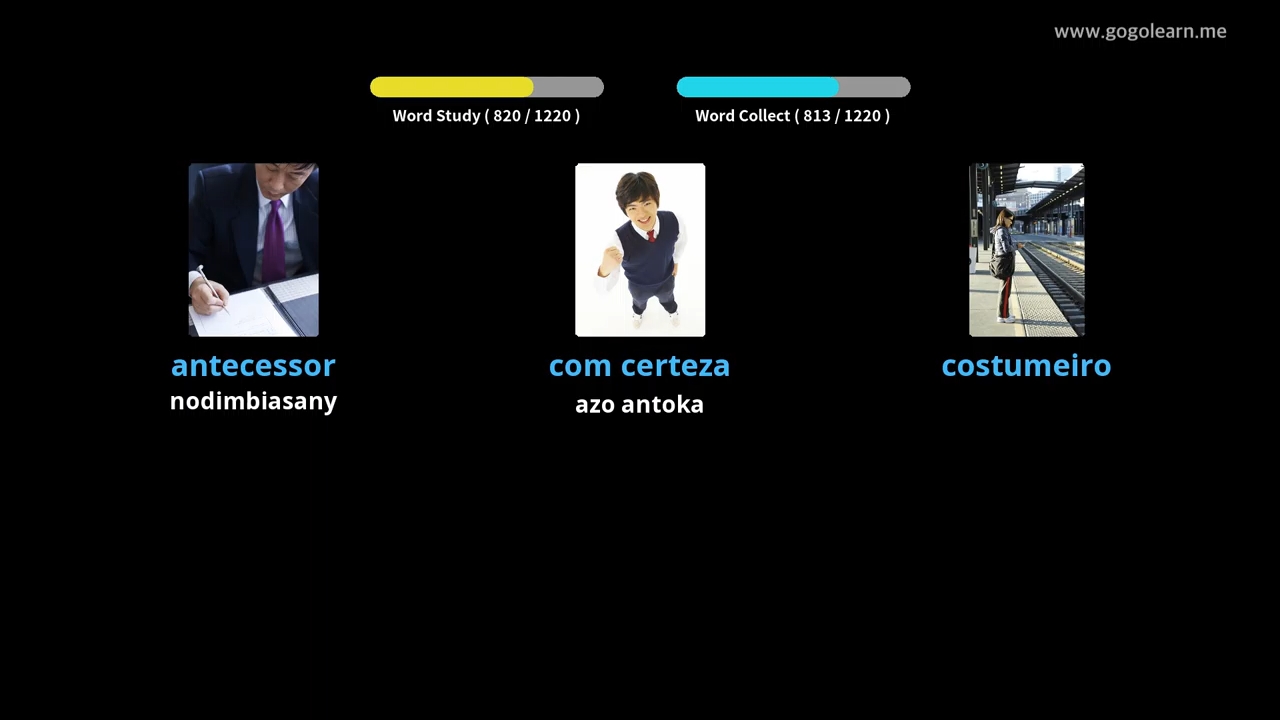 www.gogolearn.me
Word Study ( 820 / 1220 )
Word Collect ( 813 / 1220 )
antecessor
nodimbiasany
com certeza
azo antoka
costumeiro